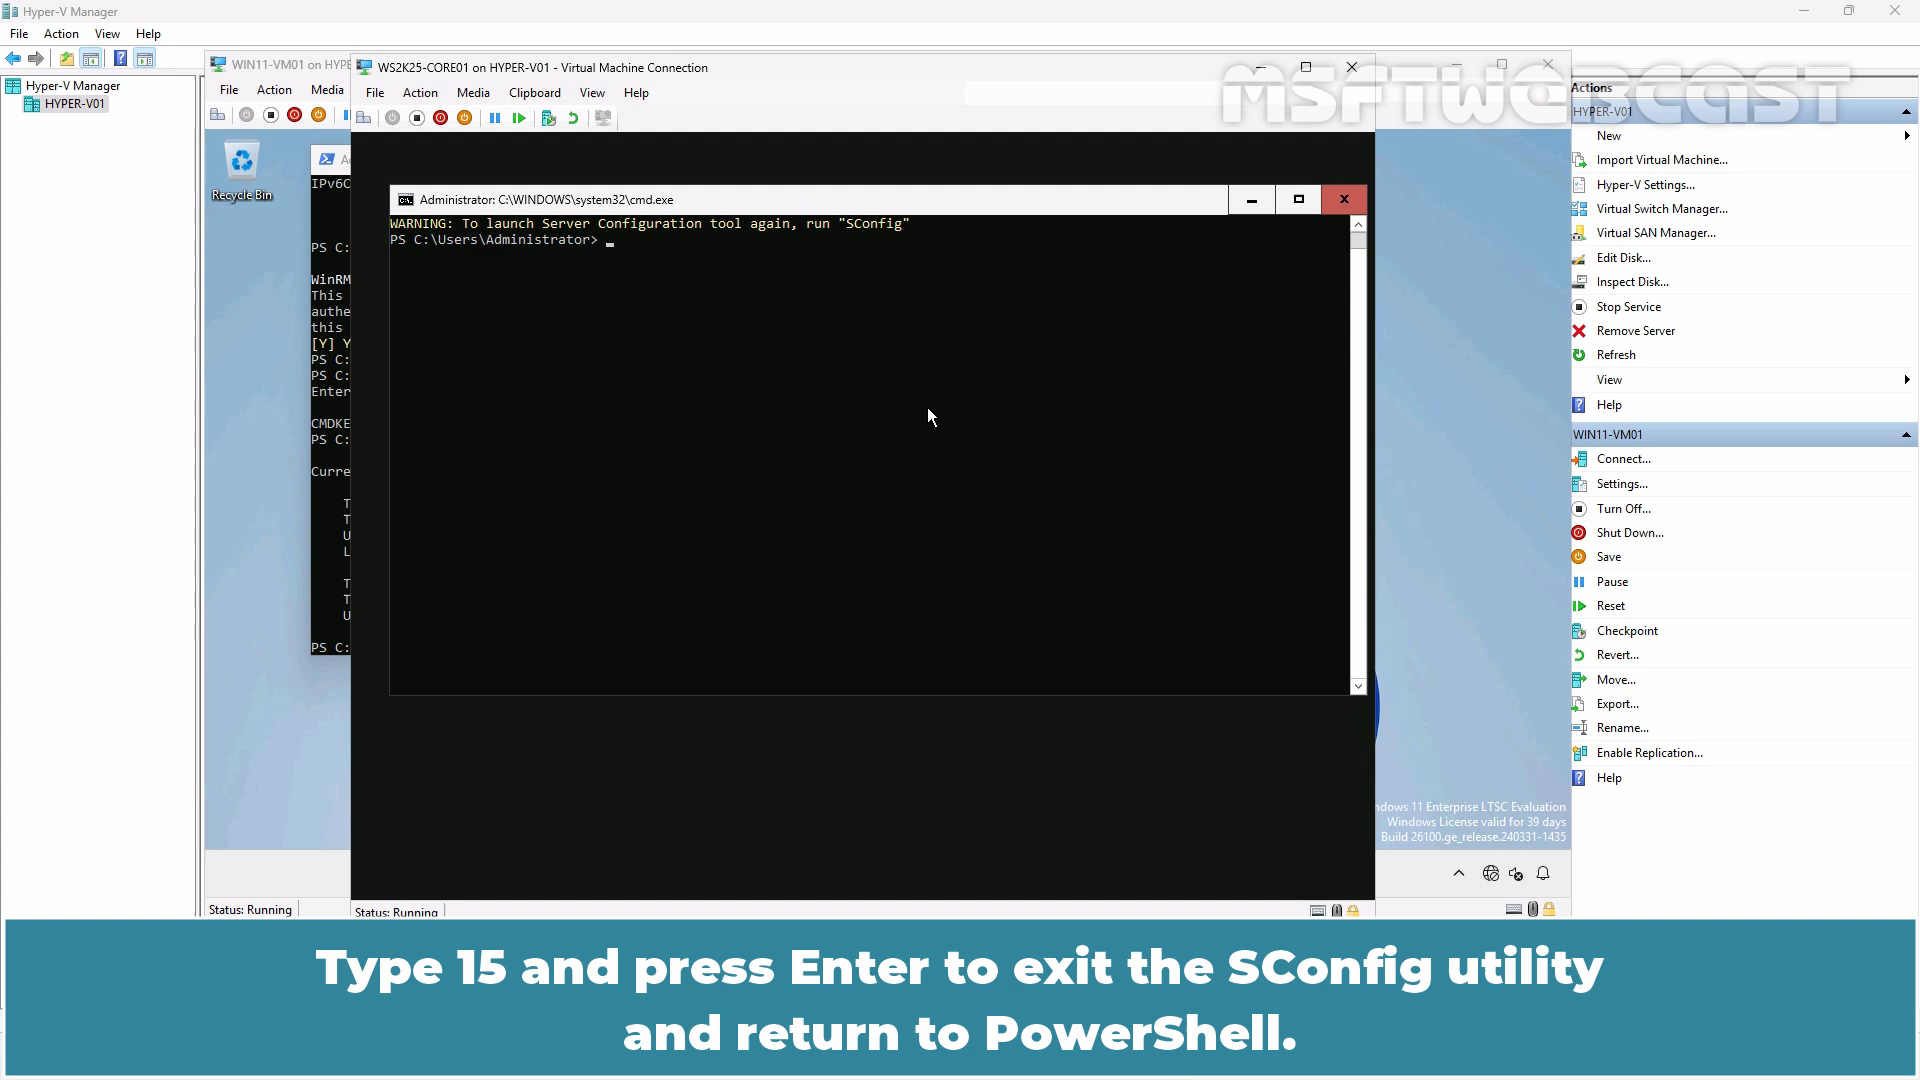 Hyper-V Manager
File Action View Help
Hyper-V Manager
HYPER-V01
WIN11-VM01 on HYPE
File Action Media
Recycle Bin
IPv6C
PS C:
WinRM
This
authe
this
[Y] Y
PS C:
PS C:
Enter
CMDKE
PS C:
Curre
T
T
U
L
T
T
U
PS C:
Status: Running
WS2K25-CORE01 on HYPER-V01 - Virtual Machine Connection
File Action Media Clipboard View Help
Administrator: C:\WINDOWS\system32\cmd.exe
WARNING: To launch Server Configuration tool again, run "SConfig"
PS C:\Users\Administrator>
Status: Running
ndows 11 Enterprise LTSC Evaluation
Windows License valid for 39 days
Build 26100.ge_release.240331-1435
MSFTWEBCAST
Actions
HYPER-V01
New
Import Virtual Machine...
Hyper-V Settings...
Virtual Switch Manager...
Virtual SAN Manager...
Edit Disk...
Inspect Disk...
Stop Service
Remove Server
Refresh
View
Help
WIN11-VM01
Connect...
Settings...
Turn Off...
Shut Down...
Save
Pause
Reset
Checkpoint
Revert...
Move...
Export...
Rename...
Enable Replication...
Help
Type 15 and press Enter to exit the SConfig utility
and return to PowerShell.